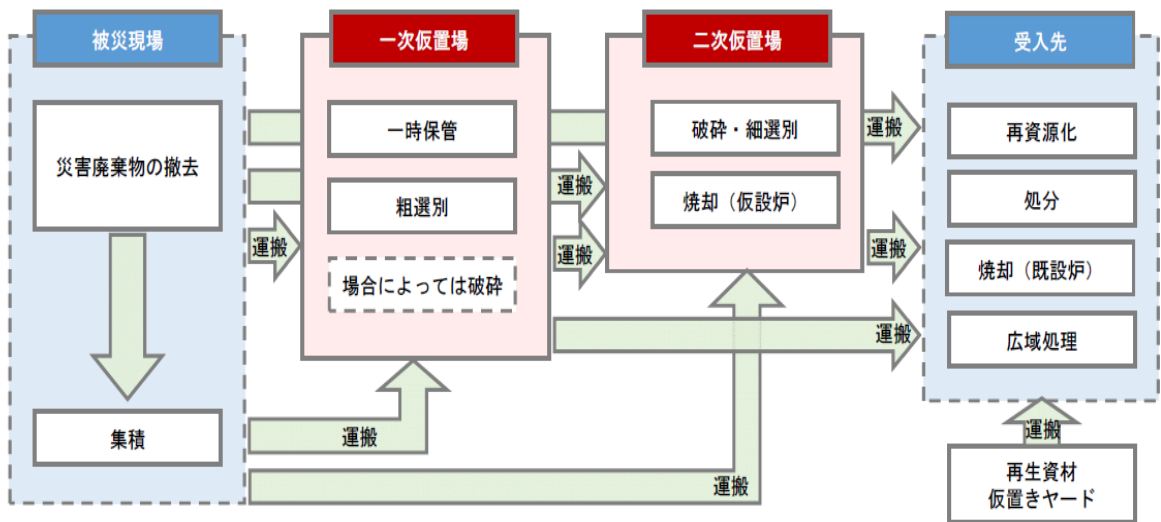 被災現場
災害廃棄物の撤去
集積
運搬
運搬
運搬
一次仮置場
一時保管
粗選別
場合によっては破砕
運搬
運搬
運搬
二次仮置場
破砕・細選別
焼却（仮設炉）
運搬
運搬
受入先
再資源化
処分
焼却（既設炉）
広域処理
運搬
再生資材
仮置きヤード